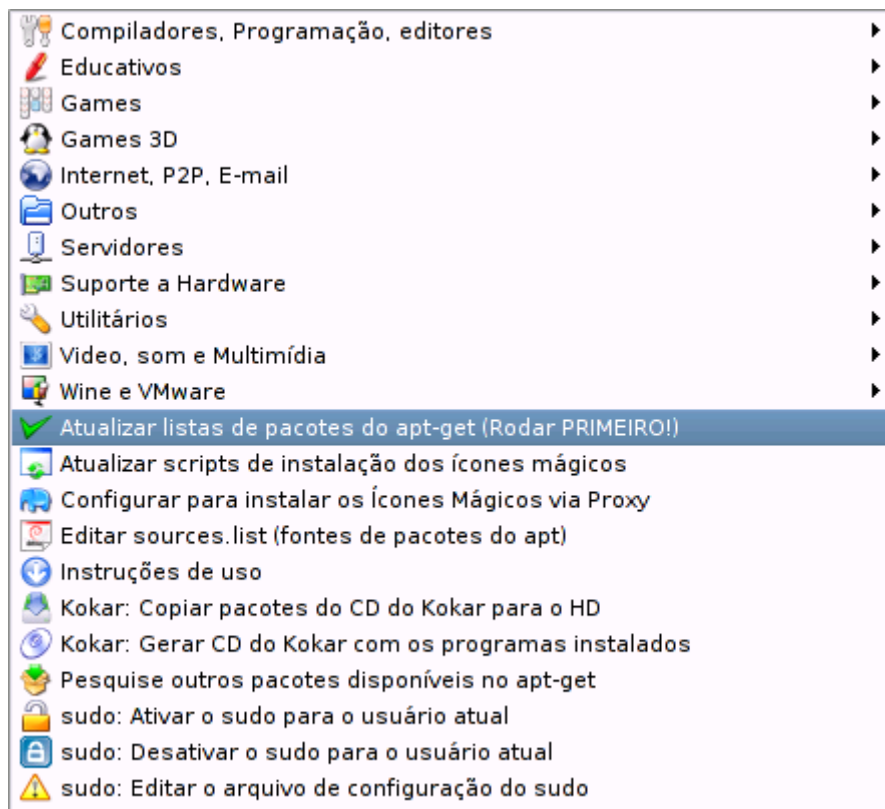 Compiladores, Programação, editores
Educativos
Games
Games 3D
Internet, P2P, E-mail
Outros
Servidores
Suporte a Hardware
Utilitários
Video, som e Multimídia
Wine e VMware
Atualizar listas de pacotes do apt-get (Rodar PRIMEIRO!)
Atualizar scripts de instalação dos ícones mágicos
Configurar para instalar os Ícones Mágicos via Proxy
Editar sources.list (fontes de pacotes do apt)
Instruções de uso
Kokar: Copiar pacotes do CD do Kokar para o HD
Kokar: Gerar CD do Kokar com os programas instalados
Pesquise outros pacotes disponíveis no apt-get
sudo: Ativar o sudo para o usuário atual
sudo: Desativar o sudo para o usuário atual
sudo: Editar o arquivo de configuração do sudo